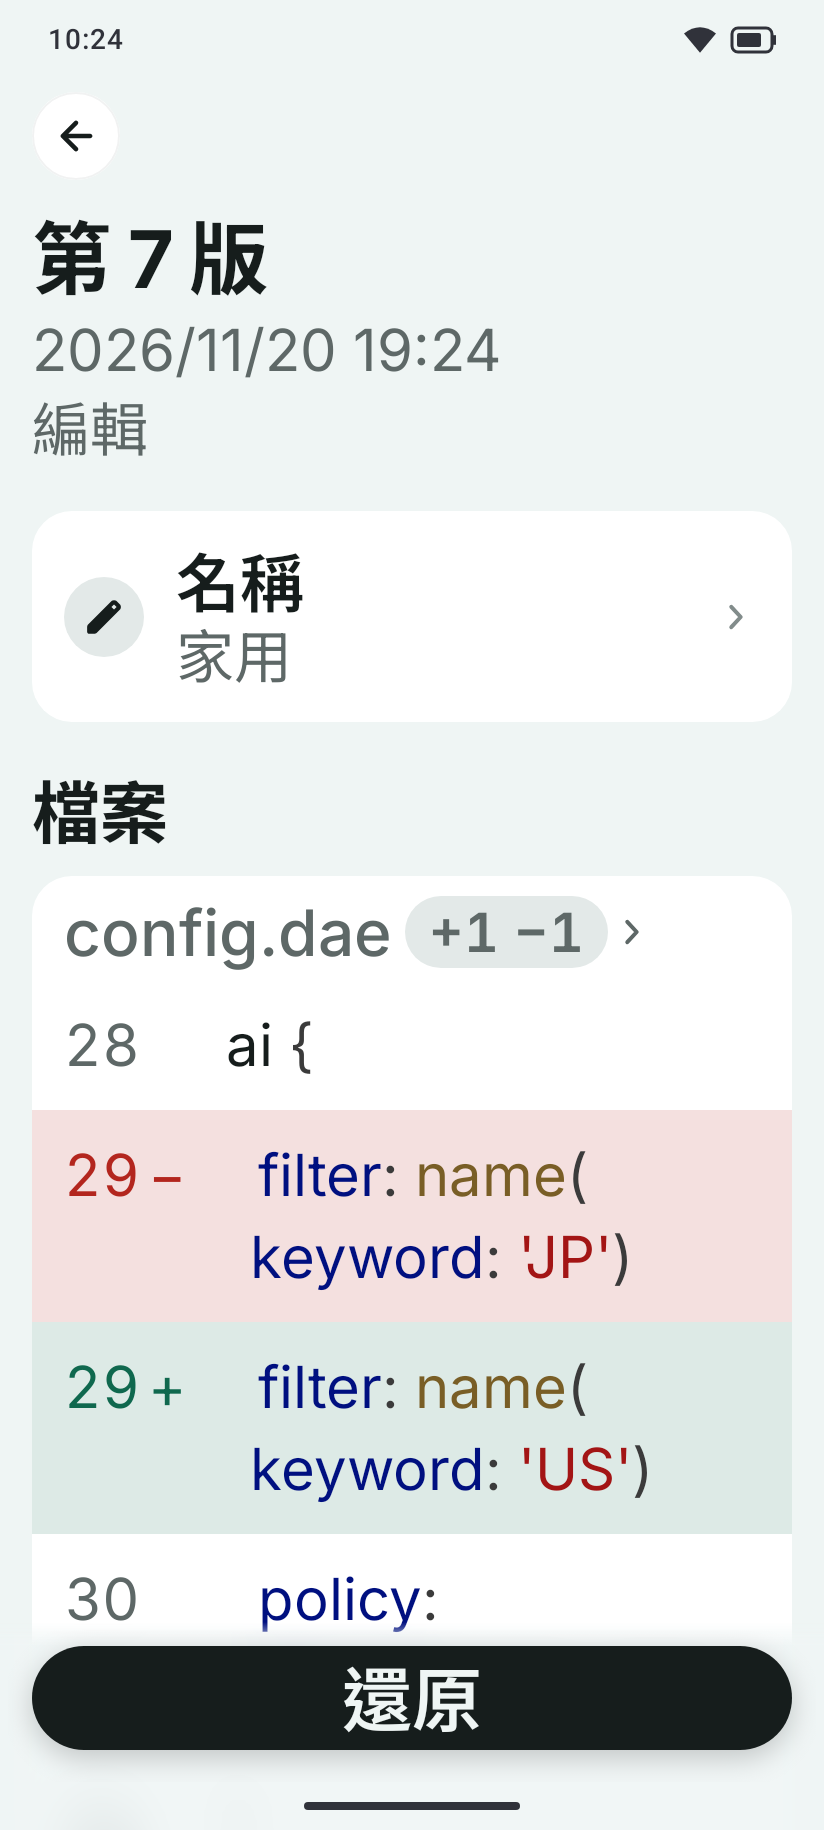 10:24
第 7 版
2026/11/20 19:24
編輯
名稱
家用
檔案
config.dae +1 −1
28 ai {
29 − filter: name(
keyword: 'JP')
29 + filter: name(
keyword: 'US')
30 policy:
還原